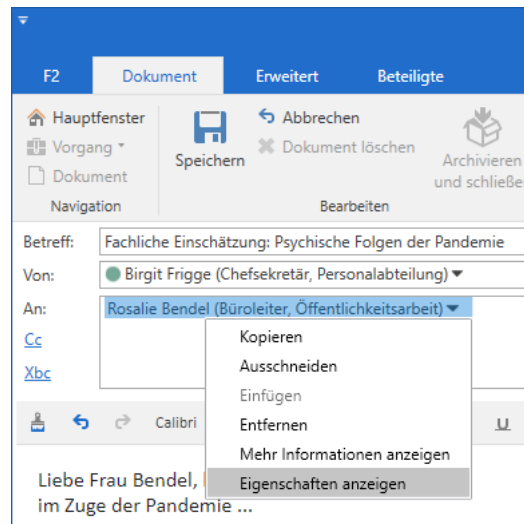 F2 Dokument Erweitert Beteiligte
Hauptfenster
Vorgang
Dokument
Navigation
Speichern
Abbrechen
Dokument löschen
Archivieren
und schließe
Bearbeiten
Betreff: Fachliche Einschätzung: Psychische Folgen der Pandemie
Von: Birgit Frigge (Chefsekretär, Personalabteilung)
An: Rosalie Bendel (Büroleiter, Öffentlichkeitsarbeit)
Cc
Xbc
Kopieren
Ausschneiden
Einfügen
Entfernen
Mehr Informationen anzeigen
Eigenschaften anzeigen
Calibri U
Liebe Frau Bendel,
im Zuge der Pandemie ...